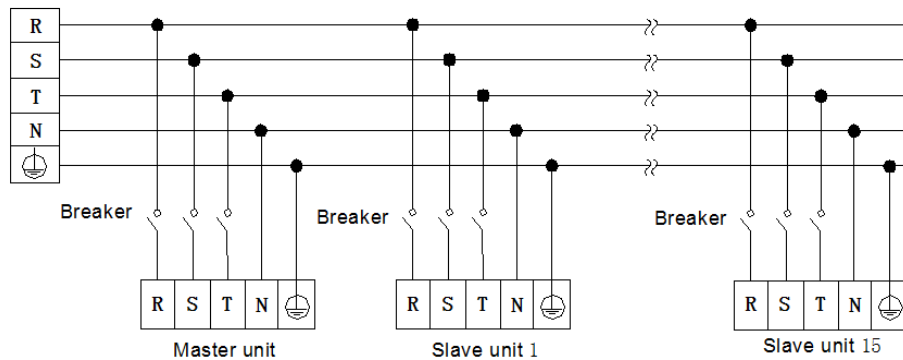 R
S
T
N
Breaker
Breaker
Breaker
R S T N
R S T N
R S T N
Master unit
Slave unit 1
Slave unit 15